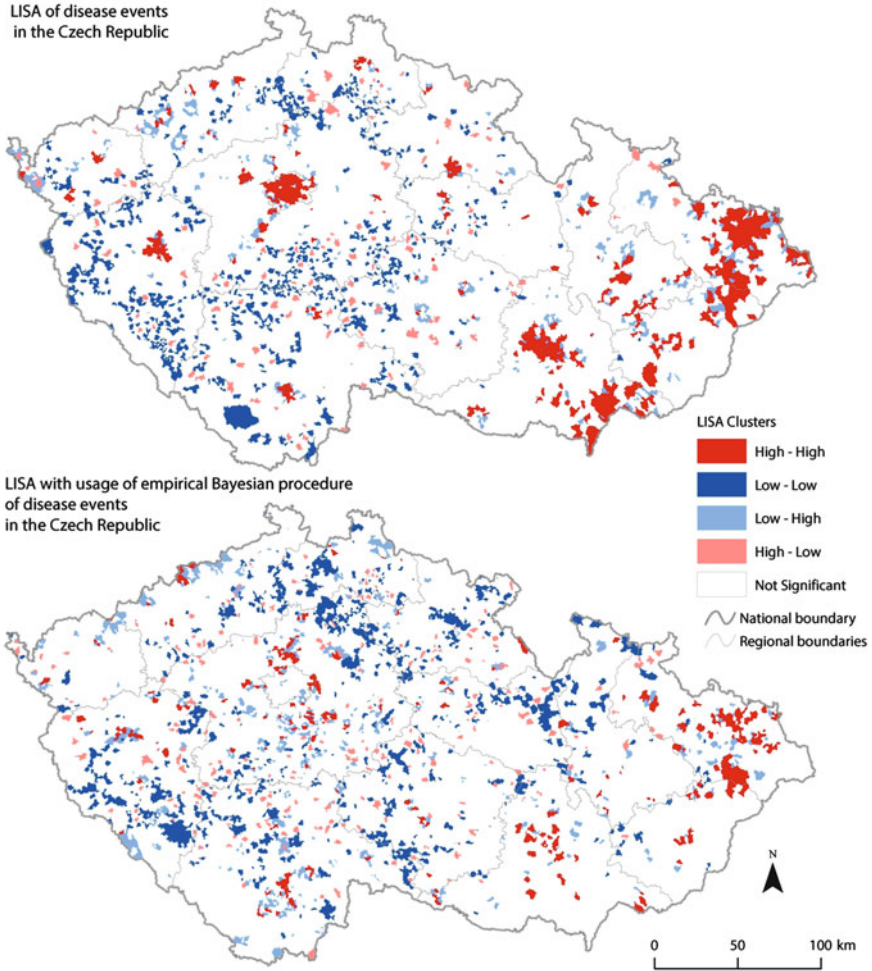 LISA of disease events
in the Czech Republic
LISA Clusters
High - High
Low - Low
Low - High
High - Low
Not Significant
National boundary
Regional boundaries
LISA with usage of empirical Bayesian procedure
of disease events
in the Czech Republic
N
0 50 100 km